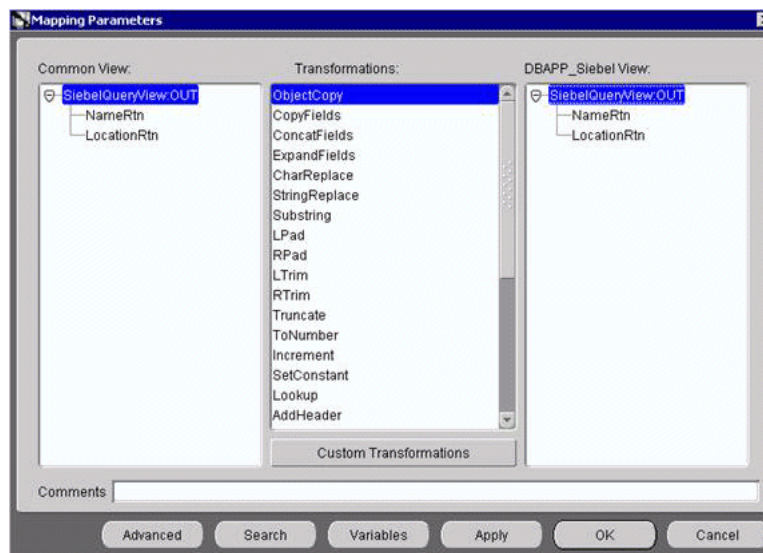 Mapping Parameters
Common View:
Transformations:
DBAPP_Siebel View:
SiebelQueryView:OUT
NameRtn
LocationRtn
ObjectCopy
CopyFields
ConcatFields
ExpandFields
CharReplace
StringReplace
Substring
LPad
RPad
LTrim
RTrim
Truncate
ToNumber
Increment
SetConstant
Lookup
AddHeader
Custom Transformations
SiebelQueryView:OUT
NameRtn
LocationRtn
Comments
Advanced
Search
Variables
Apply
OK
Cancel